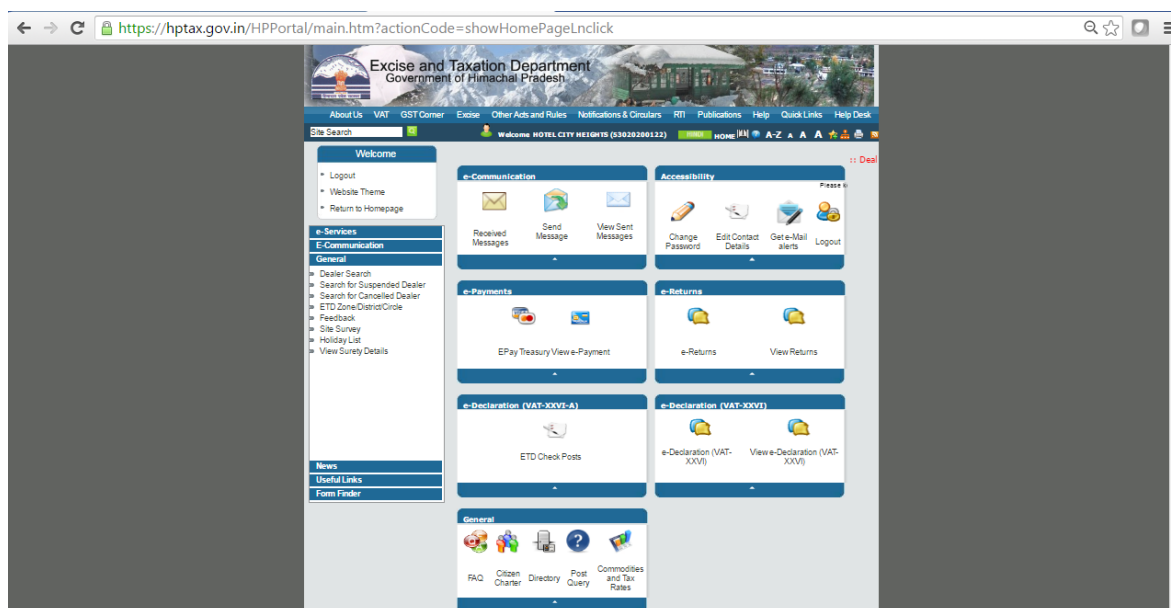 https://hptax.gov.in/HPPortal/main.htm?actionCode=showHomePageLnclick
Excise and Taxation Department
Government of Himachal Pradesh
About Us VAT GST Corner Excise Other Acts and Rules Notifications & Circulars RTI Publications Help Quick Links Help Desk
Site Search
Welcome HOTEL CITY HEIGHTS (53020200122)
HOME A-Z A A A
Welcome
Logout
Website Theme
Return to Homepage
e-Services
E-Communication
General
Dealer Search
Search for Suspended Dealer
Search for Cancelled Dealer
ETD Zone/District/Circle
Feedback
Site Survey
Holiday List
View Surety Details
News
Useful Links
Form Finder
:: Deal
e-Communication
Received Messages
Send Message
View Sent Messages
Accessibility
Please
Change Password
Edit Contact Details
Get e-Mail alerts
Logout
e-Payments
EPay Treasury
View e-Payment
e-Returns
e-Returns
View Returns
e-Declaration (VAT-XXVI-A)
ETD Check Posts
e-Declaration (VAT-XXVI)
e-Declaration (VAT-XXVI)
View e-Declaration (VAT-XXVI)
General
FAQ
Citizen Charter
Directory
Post Query
Commodities and Tax Rates